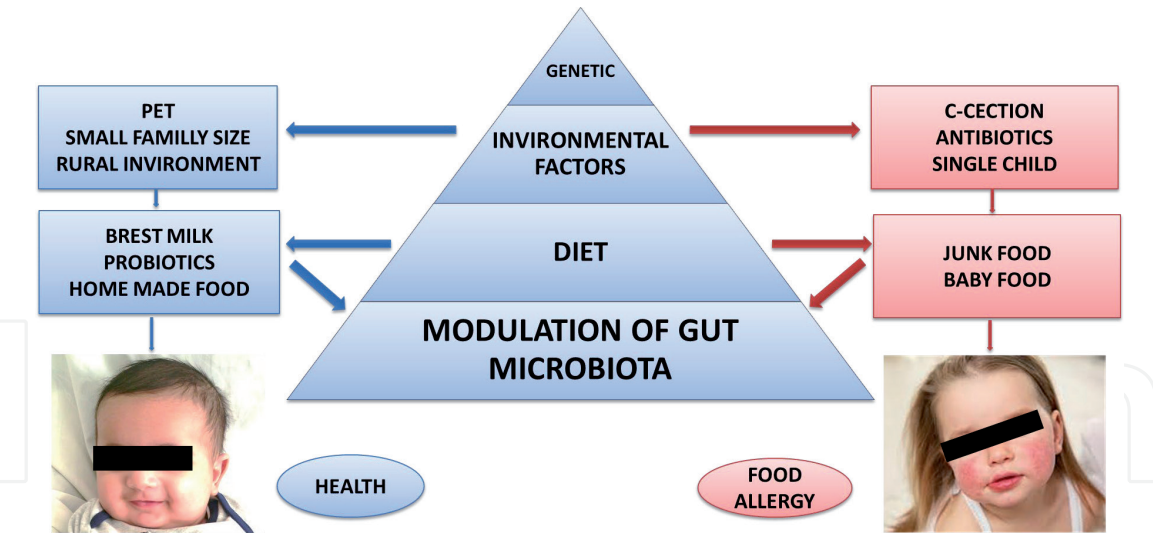 GENETIC
PET
SMALL FAMILLY SIZE
RURAL INVIRONMENT
INVIRONMENTAL
FACTORS
C-CECTION
ANTIBIOTICS
SINGLE CHILD
BREST MILK
PROBIOTICS
HOME MADE FOOD
DIET
JUNK FOOD
BABY FOOD
MODULATION OF GUT
MICROBIOTA
HEALTH
FOOD
ALLERGY